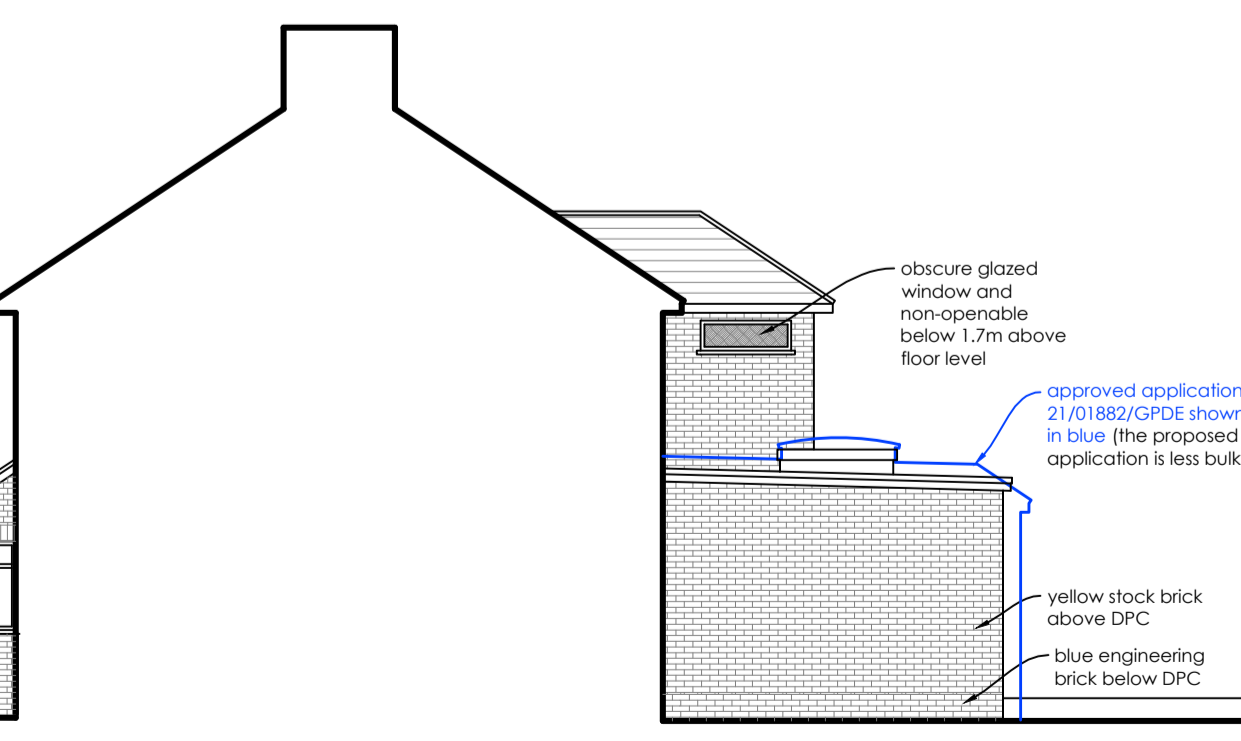 obscure glazed
window and
non-openable
below 1.7m above
floor level
approved application
21/01882/GPDE shown
in blue (the proposed
application is less bulk
yellow stock brick
above DPC
blue engineering
brick below DPC